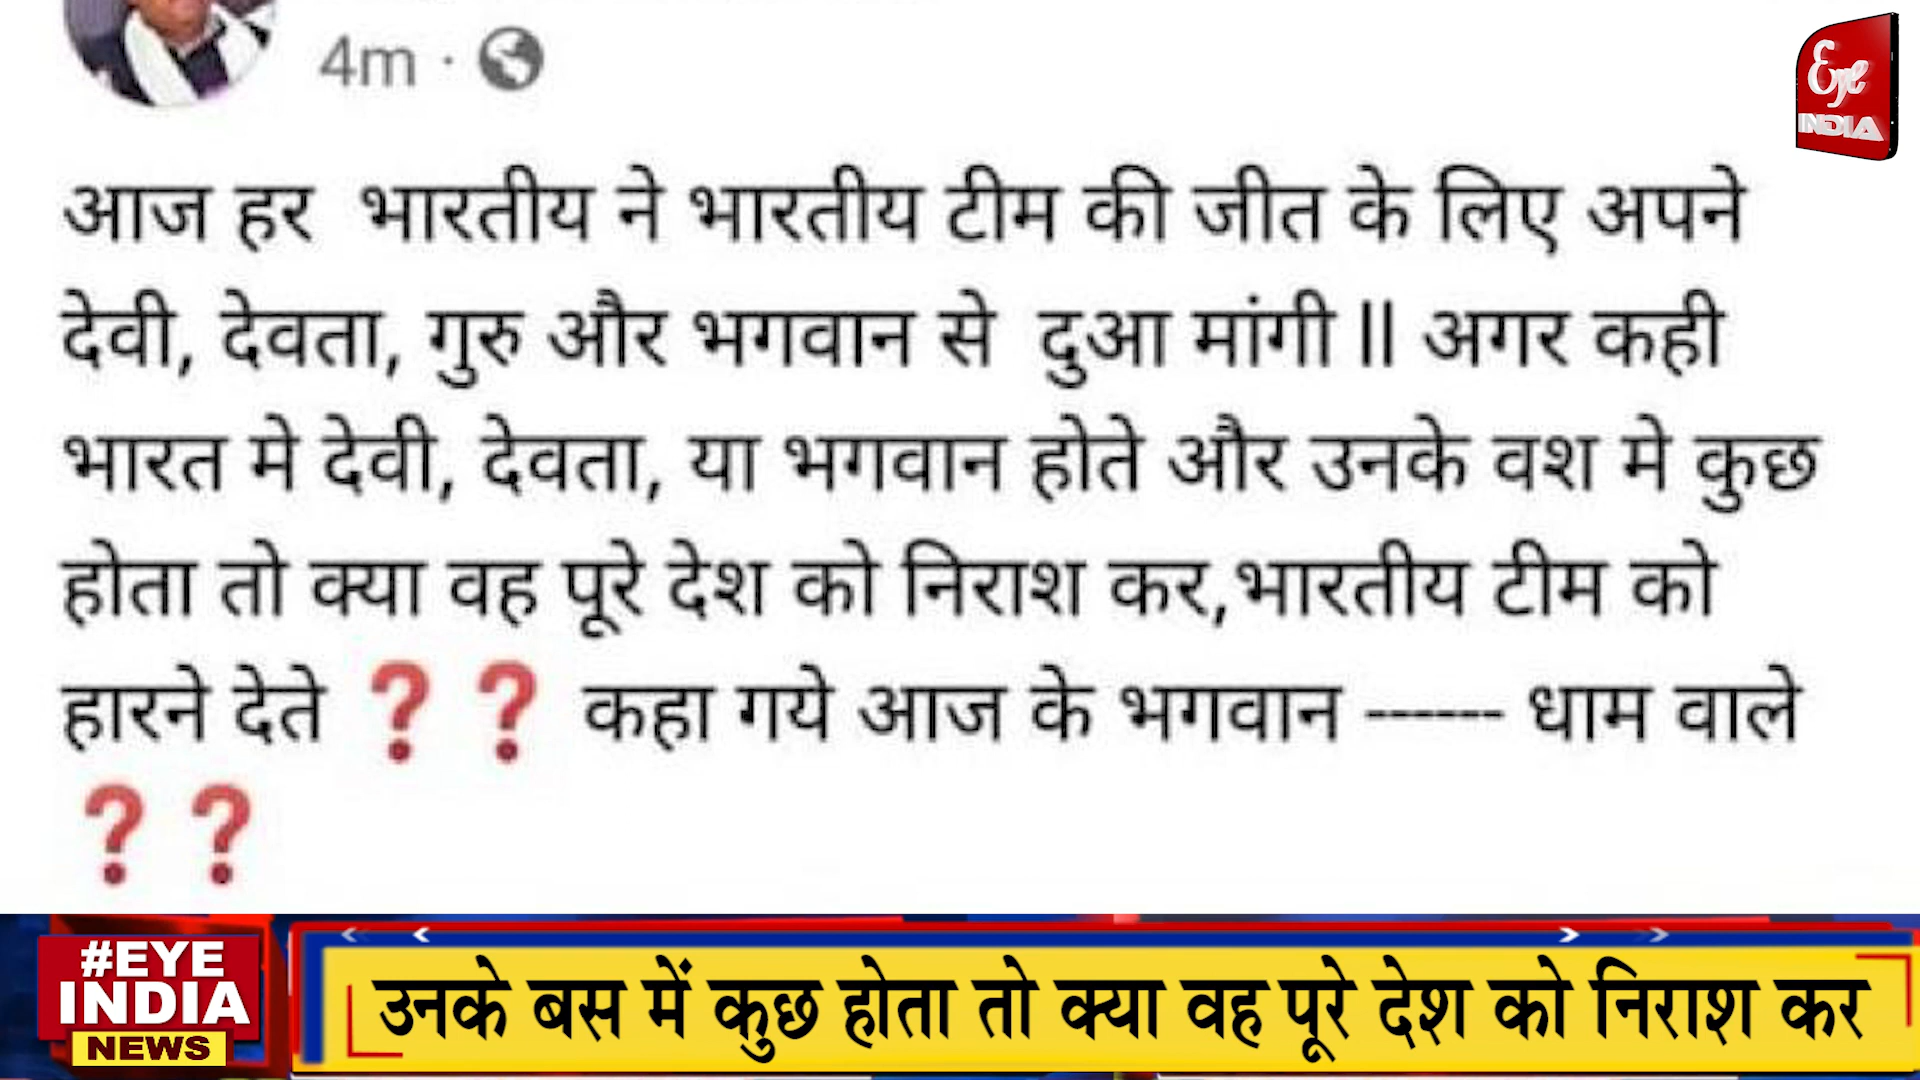 4m ·
Eye
INDIA
आज हर भारतीय ने भारतीय टीम की जीत के लिए अपने
देवी, देवता, गुरु और भगवान से दुआ मांगी || अगर कही
भारत मे देवी, देवता, या भगवान होते और उनके वश मे कुछ
होता तो क्या वह पूरे देश को निराश कर,भारतीय टीम को
हारने देते ❓ ❓ कहा गये आज के भगवान ------ धाम वाले
❓ ❓
#EYE
INDIA
NEWS
उनके बस में कुछ होता तो क्या वह पूरे देश को निराश कर